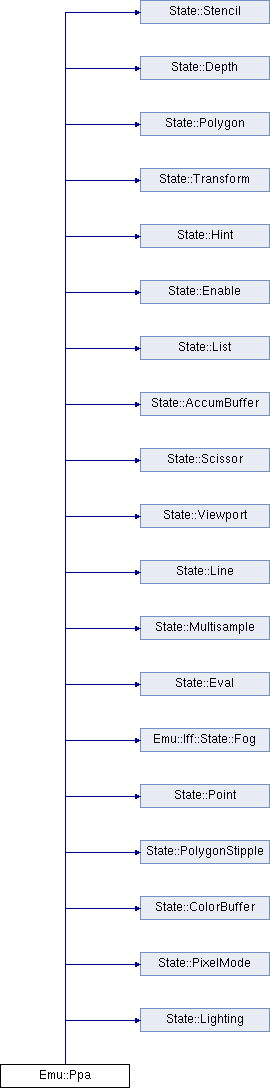 State::Stencil
State::Depth
State::Polygon
State::Transform
State::Hint
State::Enable
State::List
State::AccumBuffer
State::Scissor
State::Viewport
State::Line
State::Multisample
State::Eval
Emu::Iff::State::Fog
State::Point
State::PolygonStipple
State::ColorBuffer
State::PixelMode
State::Lighting
Emu::Ppa